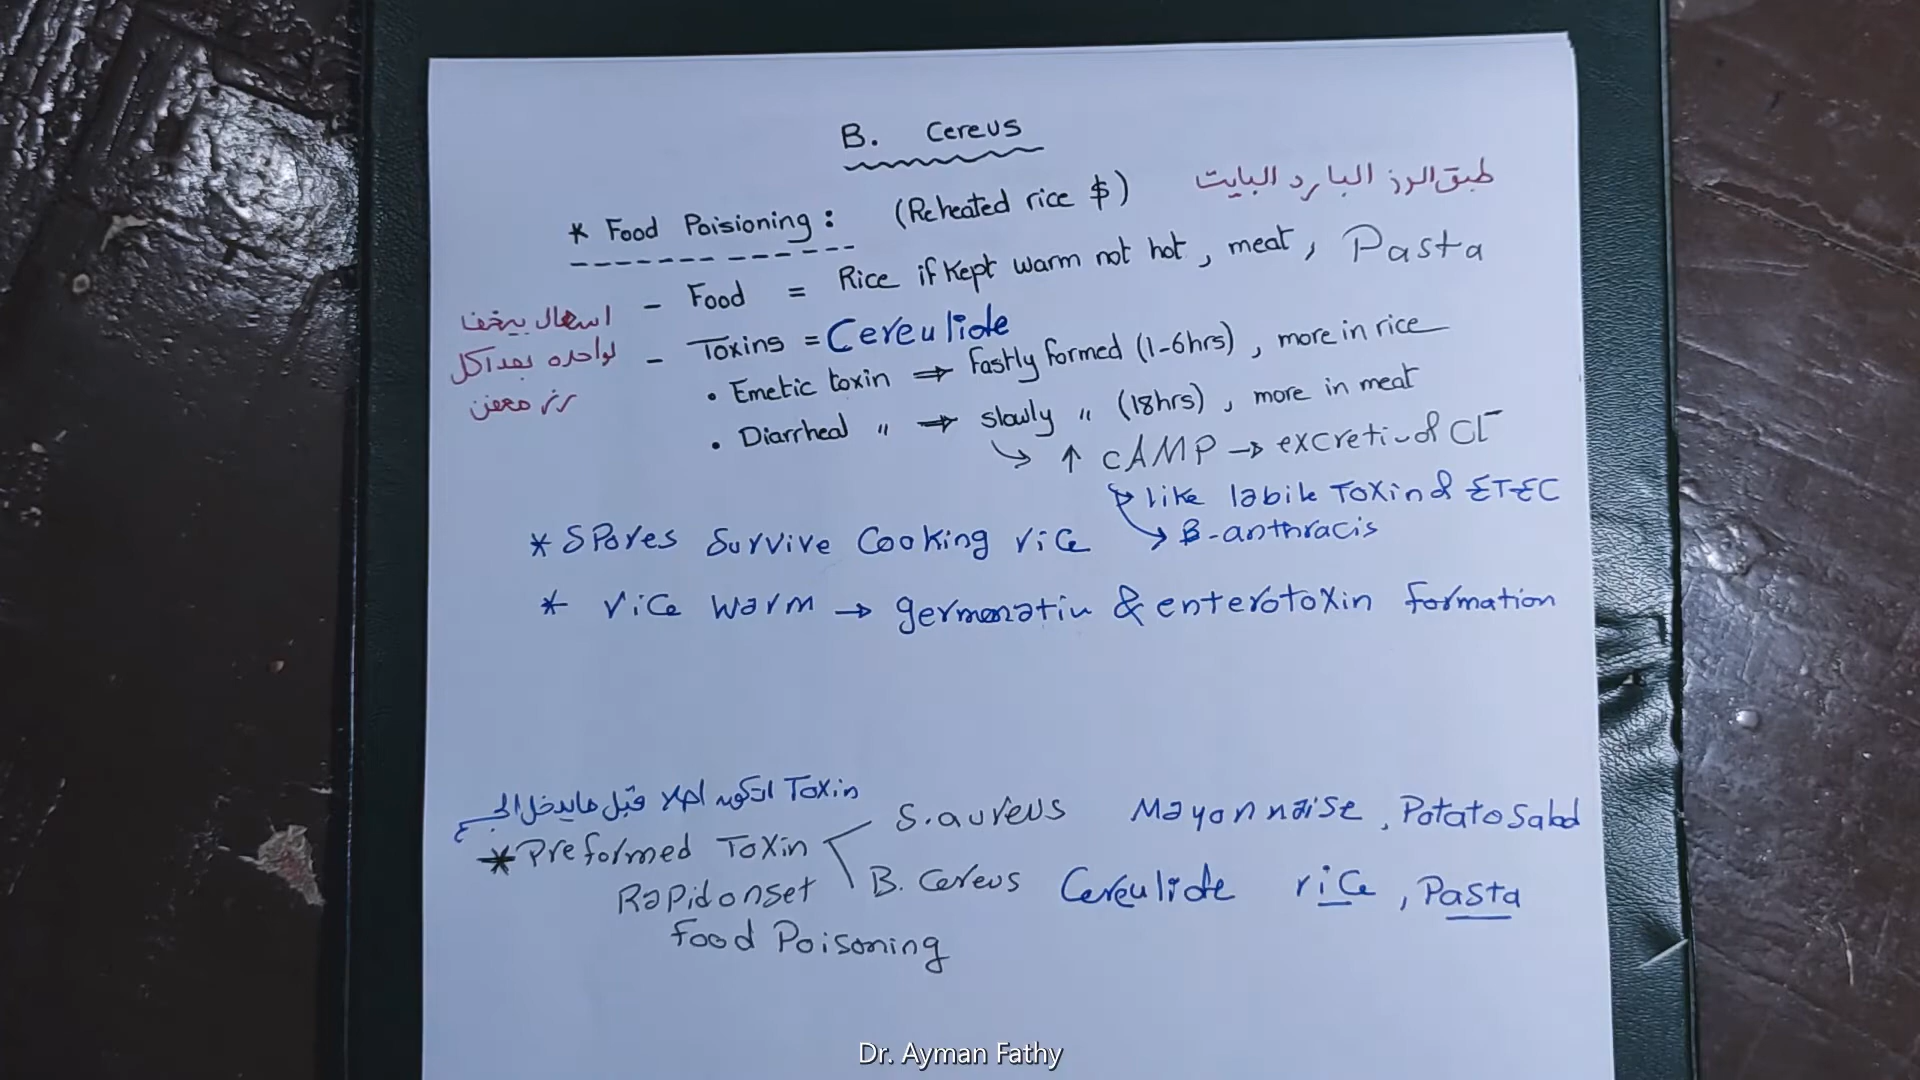 B. Cereus
* Food Poisioning: (Reheated rice $) طبق الرز البارد البايت
- Food = Rice if kept warm not hot, meat, Pasta
اسهال بيخف
لواحده بعد اكل
رز معفن
- Toxins = Cereulide
• Emetic toxin ⇒ Fastly formed (1-6hrs), more in rice
• Diarrheal " ⇒ slowly " (18hrs), more in meat
↘ ↑ cAMP → excretion of Cl⁻
↳ like labile Toxin of ETEC
↘ B-anthracis
* Spores Survive Cooking rice
* rice warm → & enterotoxin formation
Toxin اتكون اصلا قبل مايدخل
* Preformed Toxin S.aureus Mayonnaise, Potato Salad
Rapid onset B. cereus Cereulide rice, Pasta
Food Poisoning
Dr. Ayman Fathy